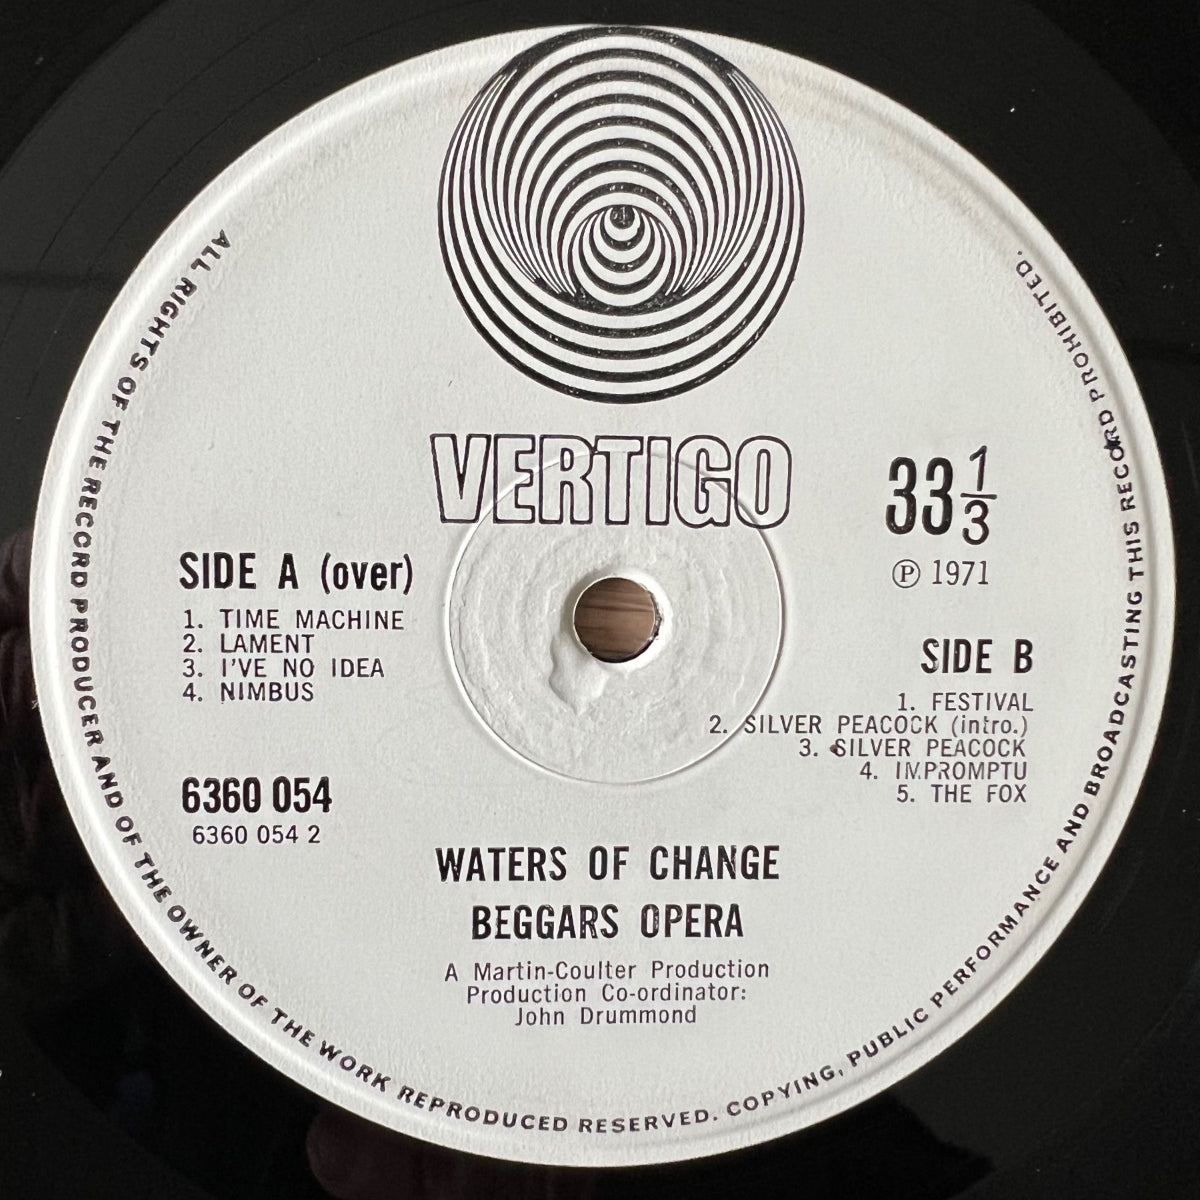 VERTIGO
33 1/3
℗ 1971
SIDE A (over)
1. TIME MACHINE
2. LAMENT
3. I'VE NO IDEA
4. NIMBUS
SIDE B
1. FESTIVAL
2. SILVER PEACOCK (intro.)
3. SILVER PEACOCK
4. IMPROMPTU
5. THE FOX
6360 054
6360 054 2
WATERS OF CHANGE
BEGGARS OPERA
A Martin-Coulter Production
Production Co-ordinator:
John Drummond
ALL RIGHTS OF THE RECORD PRODUCER AND OF THE OWNER OF THE WORK REPRODUCED RESERVED. COPYING, PUBLIC PERFORMANCE AND BROADCASTING THIS RECORD PROHIBITED.